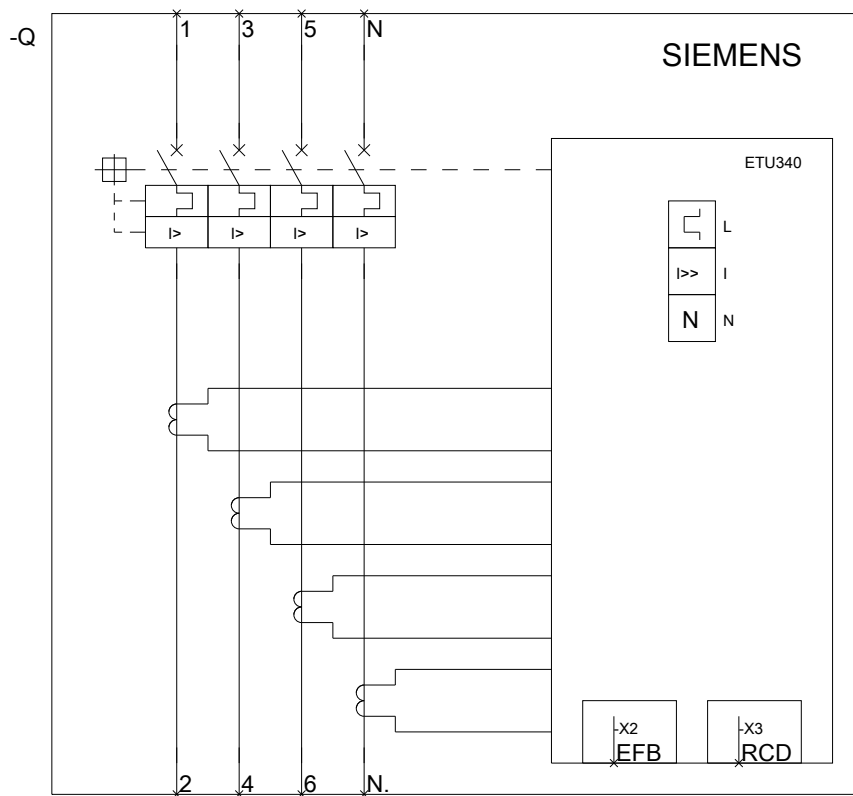 -Q
1 3 5 N
SIEMENS
ETU340
I> I> I> I>
L
I>> I
N N
-X2
EFB
-X3
RCD
2 4 6 N.